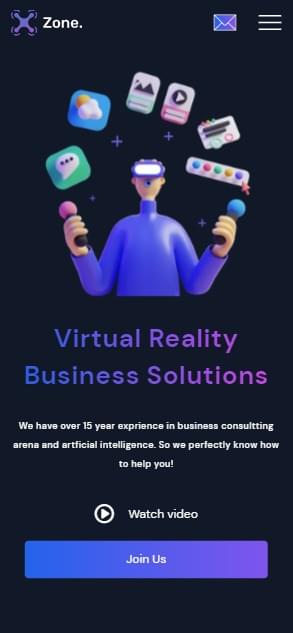 Zone.
Virtual Reality
Business Solutions
We have over 15 year exprience in business consultting
arena and artficial intelligence. So we perfectly know how
to help you!
Watch video
Join Us